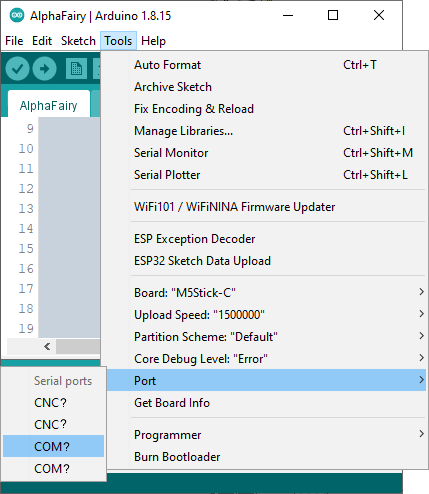 AlphaFairy | Arduino 1.8.15
File Edit Sketch Tools Help
Auto Format Ctrl+T
Archive Sketch
Fix Encoding & Reload
Manage Libraries... Ctrl+Shift+I
Serial Monitor Ctrl+Shift+M
Serial Plotter Ctrl+Shift+L
WiFi101 / WiFiNINA Firmware Updater
ESP Exception Decoder
ESP32 Sketch Data Upload
Board: "M5Stick-C"
Upload Speed: "1500000"
Partition Scheme: "Default"
Core Debug Level: "Error"
Port
Get Board Info
Programmer
Burn Bootloader
AlphaFairy
9
10
11
12
13
14
15
16
17
18
19
Serial ports
CNC?
CNC?
COM?
COM?